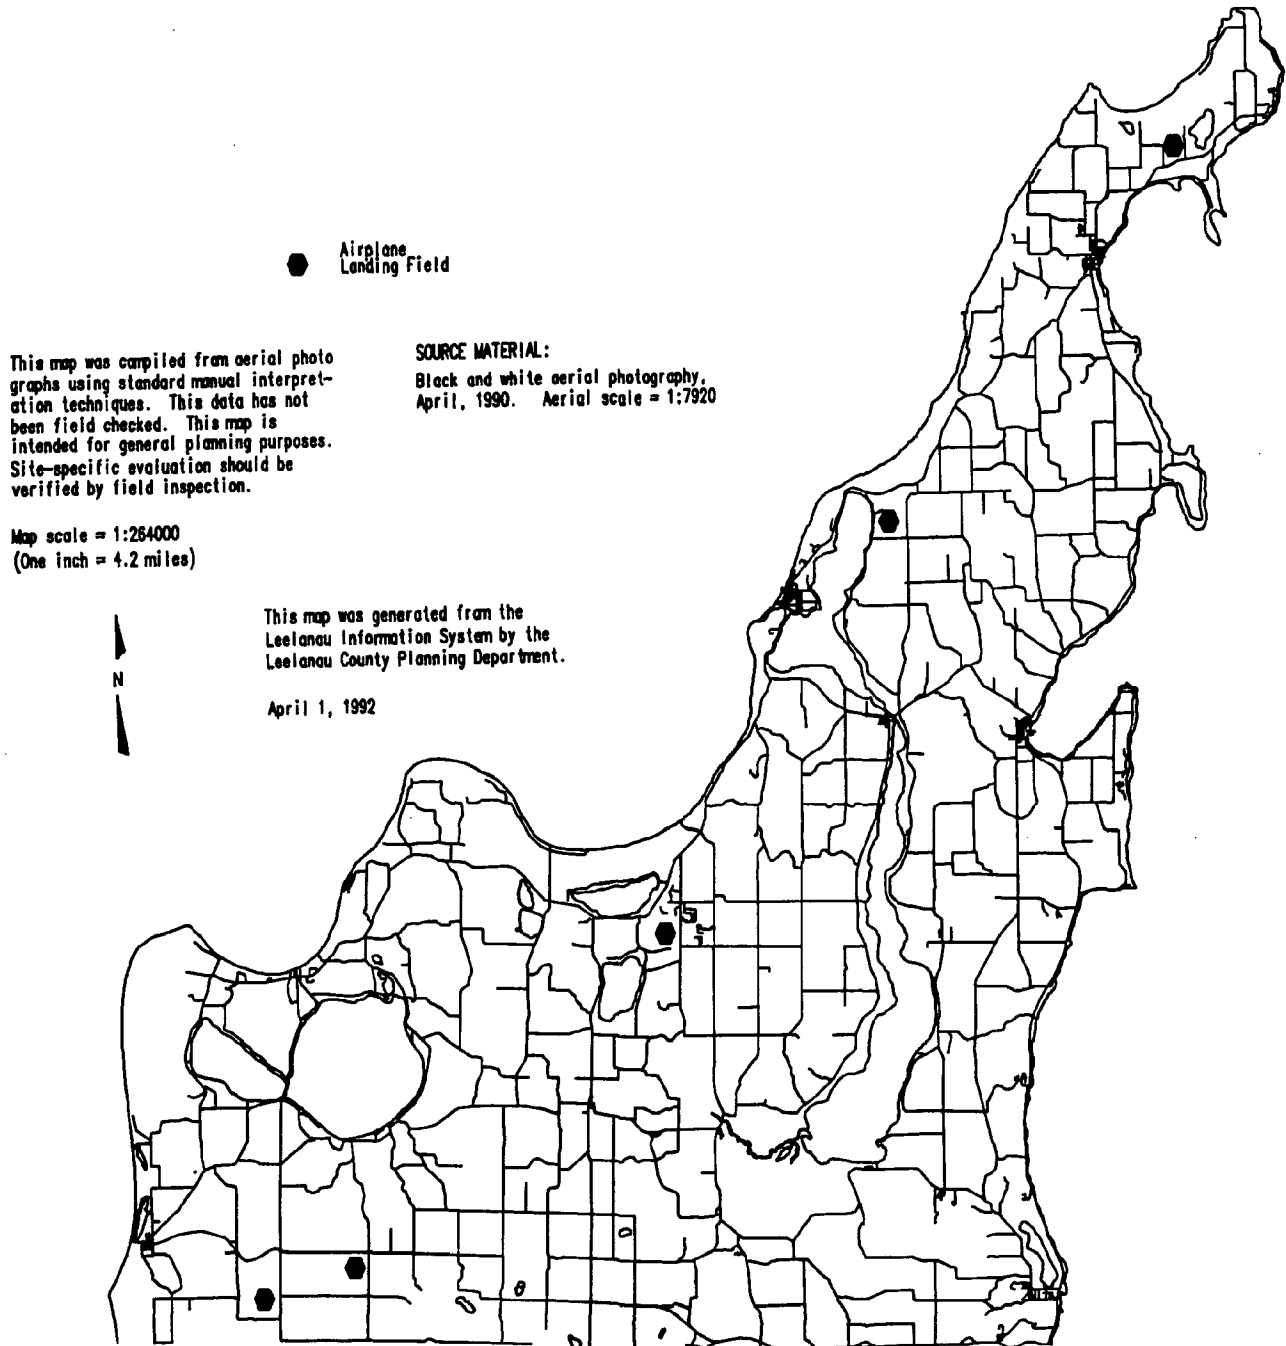 Airplane
Landing Field
This map was compiled from aerial photo
graphs using standard manual interpret-
ation techniques. This data has not
been field checked. This map is
intended for general planning purposes.
Site-specific evaluation should be
verified by field inspection.
Map scale = 1:264000
(One inch = 4.2 miles)
SOURCE MATERIAL:
Black and white aerial photography,
April, 1990. Aerial scale = 1:7920
This map was generated from the
Leelanau Information System by the
Leelanau County Planning Department.
April 1, 1992
N